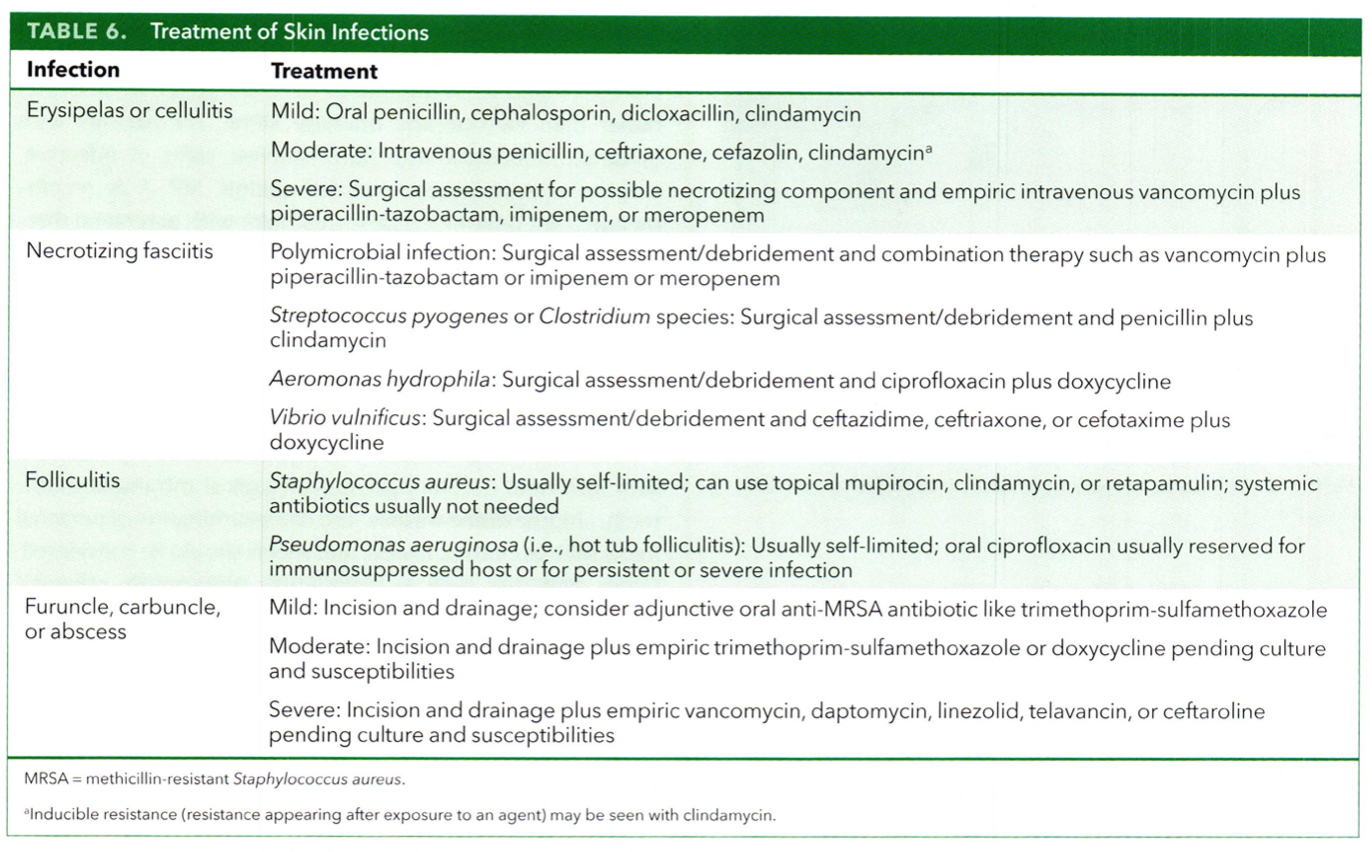 TABLE 6. Treatment of Skin Infections
Infection Treatment
Erysipelas or cellulitis Mild: Oral penicillin, cephalosporin, dicloxacillin, clindamycin
Moderate: Intravenous penicillin, ceftriaxone, cefazolin, clindamycinᵃ
Severe: Surgical assessment for possible necrotizing component and empiric intravenous vancomycin plus
piperacillin-tazobactam, imipenem, or meropenem
Necrotizing fasciitis Polymicrobial infection: Surgical assessment/debridement and combination therapy such as vancomycin plus
piperacillin-tazobactam or imipenem or meropenem
Streptococcus pyogenes or Clostridium species: Surgical assessment/debridement and penicillin plus
clindamycin
Aeromonas hydrophila: Surgical assessment/debridement and ciprofloxacin plus doxycycline
Vibrio vulnificus: Surgical assessment/debridement and ceftazidime, ceftriaxone, or cefotaxime plus
doxycycline
Folliculitis Staphylococcus aureus: Usually self-limited; can use topical mupirocin, clindamycin, or retapamulin; systemic
antibiotics usually not needed
Pseudomonas aeruginosa (i.e., hot tub folliculitis): Usually self-limited; oral ciprofloxacin usually reserved for
immunosuppressed host or for persistent or severe infection
Furuncle, carbuncle, Mild: Incision and drainage; consider adjunctive oral anti-MRSA antibiotic like trimethoprim-sulfamethoxazole
or abscess
Moderate: Incision and drainage plus empiric trimethoprim-sulfamethoxazole or doxycycline pending culture
and susceptibilities
Severe: Incision and drainage plus empiric vancomycin, daptomycin, linezolid, telavancin, or ceftaroline
pending culture and susceptibilities
MRSA = methicillin-resistant Staphylococcus aureus.
ᵃInducible resistance (resistance appearing after exposure to an agent) may be seen with clindamycin.